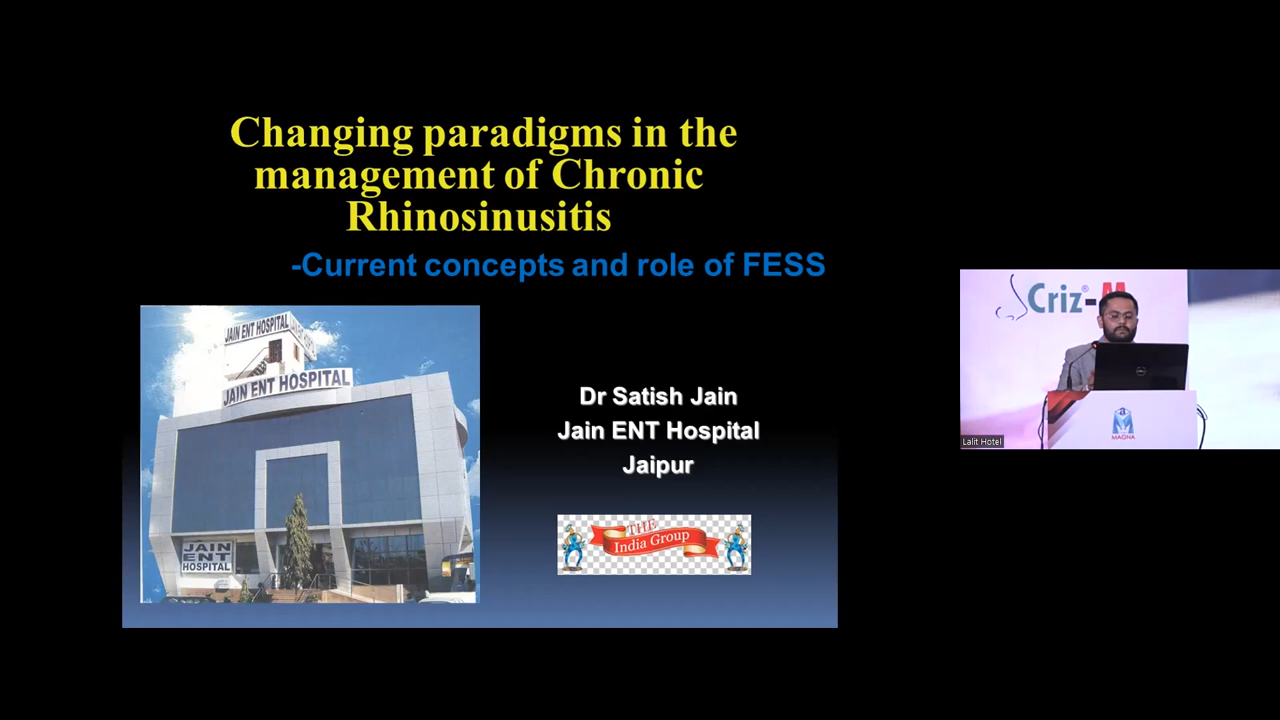 Changing paradigms in the
management of Chronic
Rhinosinusitis
-Current concepts and role of FESS
JAIN ENT HOSPITAL
JAIN ENT HOSPITAL
JAIN
ENT
HOSPITAL
Dr Satish Jain
Jain ENT Hospital
Jaipur
THE
India Group
Criz®-M
MAGNA
Lalit Hotel